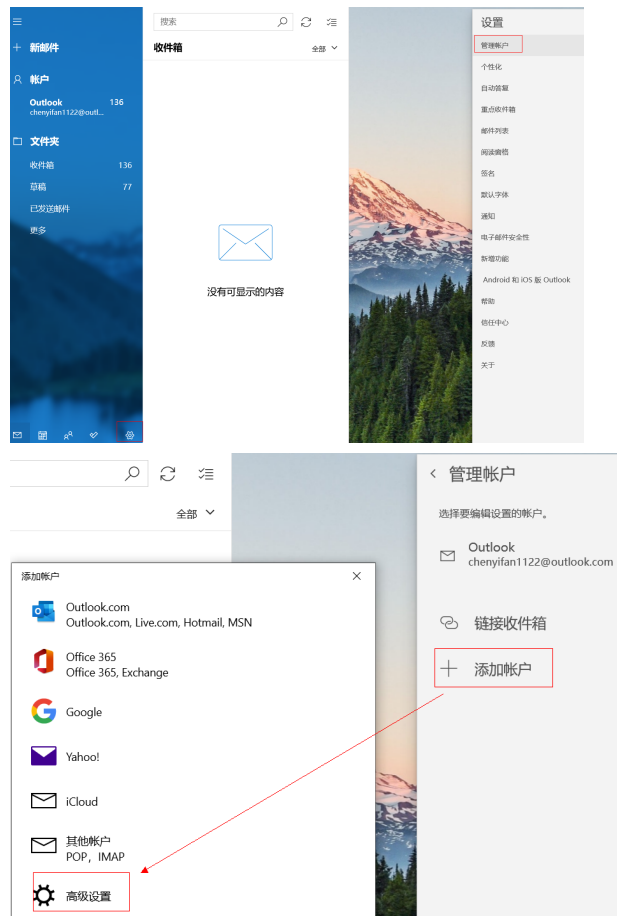 新邮件
帐户
Outlook 136
chenyifan1122@outl...
文件夹
收件箱 136
草稿 77
已发送邮件
更多
搜索
收件箱 全部
没有可显示的内容
设置
管理帐户
个性化
自动答复
重点收件箱
邮件列表
阅读窗格
签名
默认字体
通知
电子邮件安全性
新增功能
Android 和 iOS 版 Outlook
帮助
信任中心
反馈
关于
全部
添加帐户
Outlook.com
Outlook.com, Live.com, Hotmail, MSN
Office 365
Office 365, Exchange
Google
Yahoo!
iCloud
其他帐户
POP，IMAP
高级设置
管理帐户
选择要编辑设置的帐户。
Outlook
chenyifan1122@outlook.com
链接收件箱
添加帐户